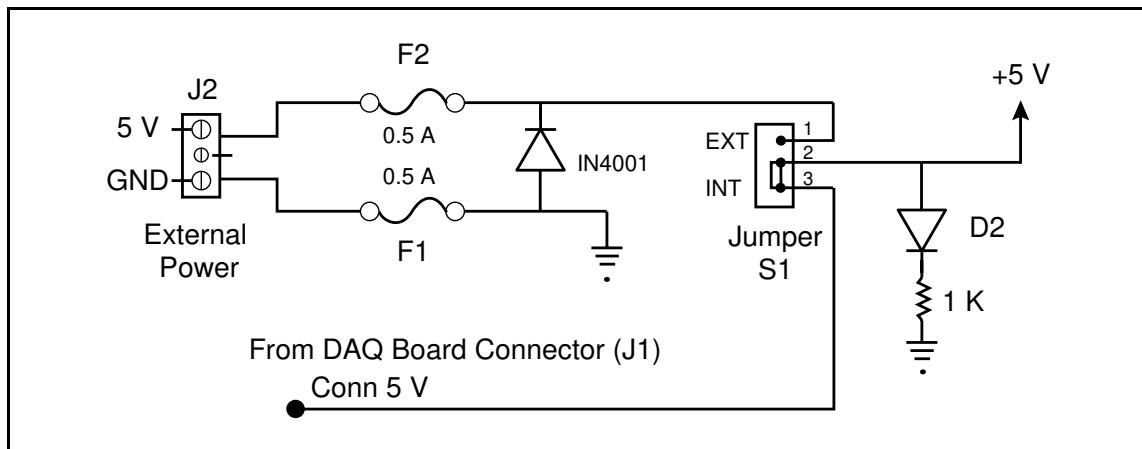 F2
+5 V
J2
5 V
0.5 A
1
EXT
2
IN4001
0.5 A
GND
INT
3
External
Power
F1
Jumper
S1
D2
1 K
From DAQ Board Connector (J1)
Conn 5 V